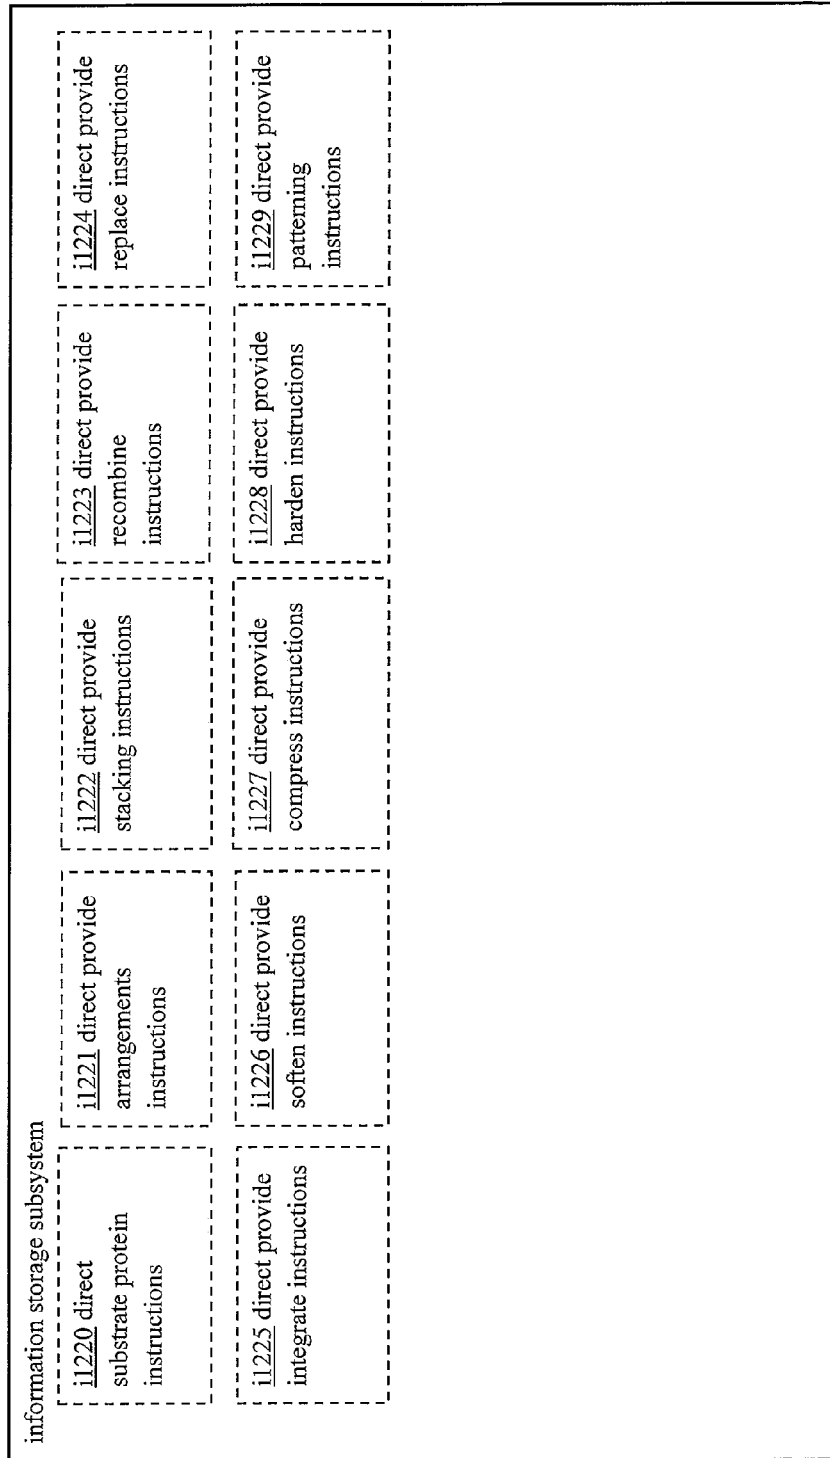 information storage subsystem
i1220 direct
substrate protein
instructions
i1221 direct provide
arrangements
instructions
i1222 direct provide
stacking instructions
i1223 direct provide
recombine
instructions
i1224 direct provide
replace instructions
i1225 direct provide
integrate instructions
i1226 direct provide
soften instructions
i1227 direct provide
compress instructions
i1228 direct provide
harden instructions
i1229 direct provide
patterning
instructions